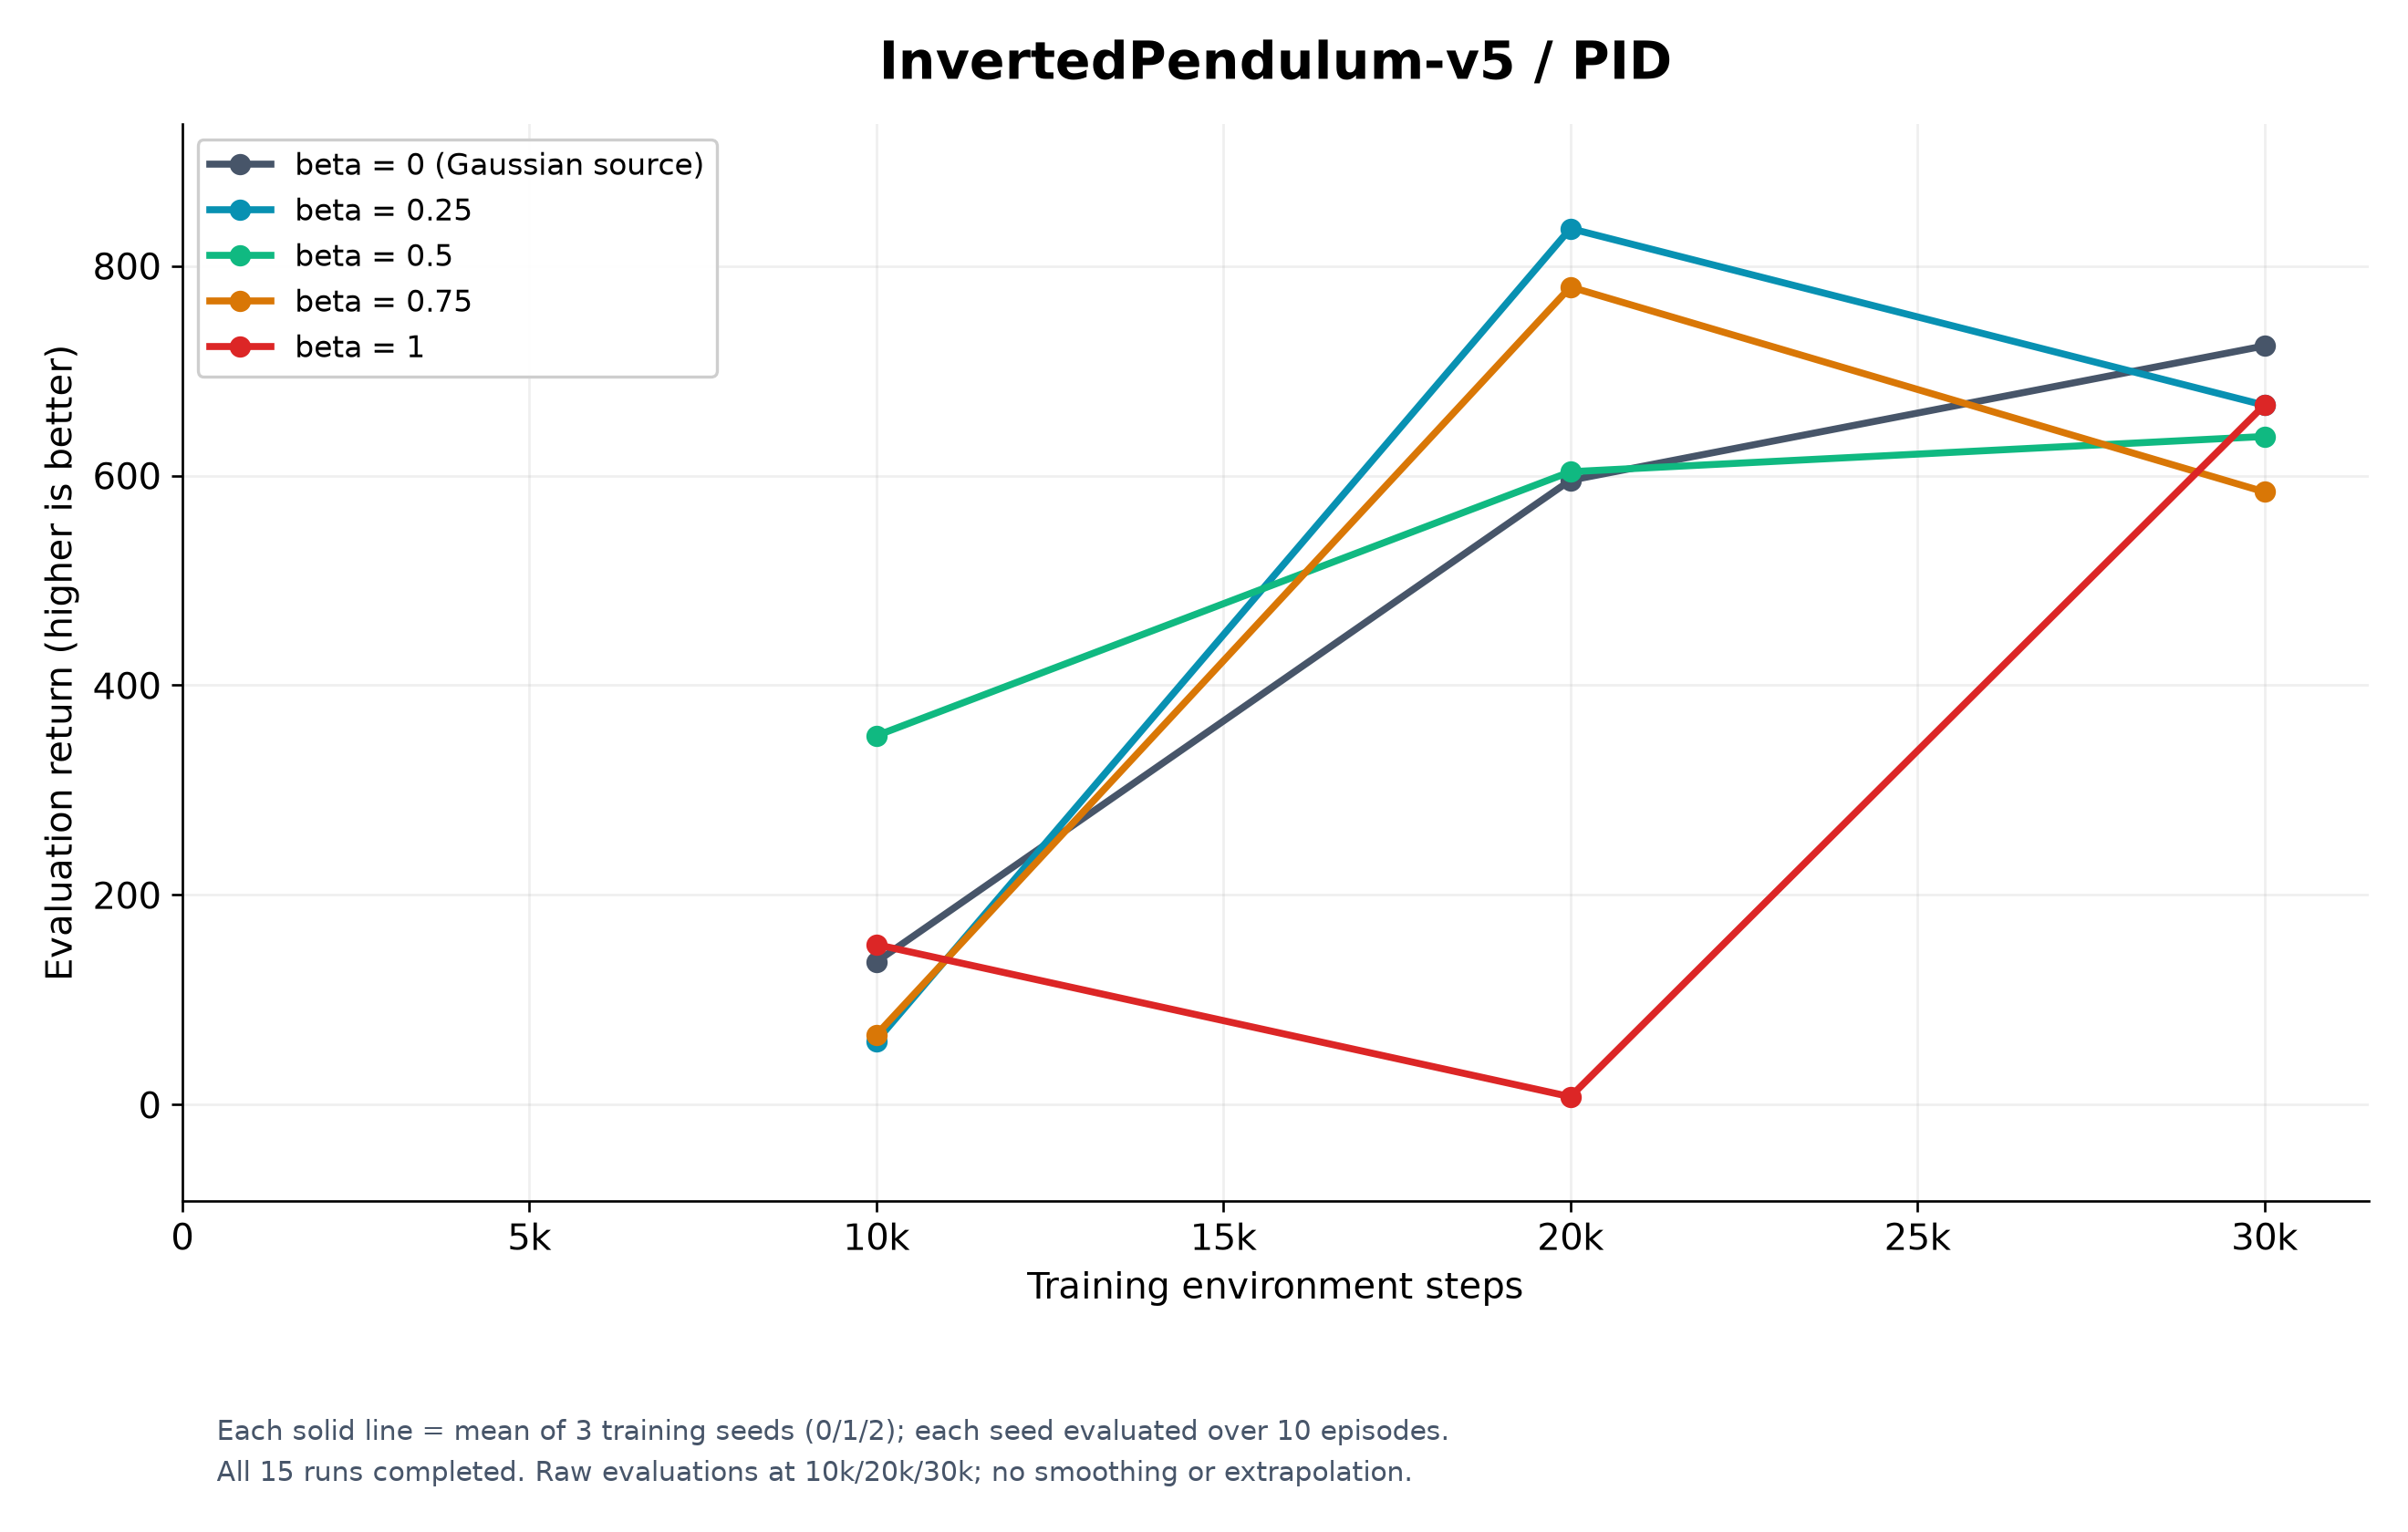 InvertedPendulum-v5 / PID
beta = 0 (Gaussian source)
beta = 0.25
beta = 0.5
beta = 0.75
beta = 1
Evaluation return (higher is better)
800
600
400
200
0
0 5k 10k 15k 20k 25k 30k
Training environment steps
Each solid line = mean of 3 training seeds (0/1/2); each seed evaluated over 10 episodes.
All 15 runs completed. Raw evaluations at 10k/20k/30k; no smoothing or extrapolation.